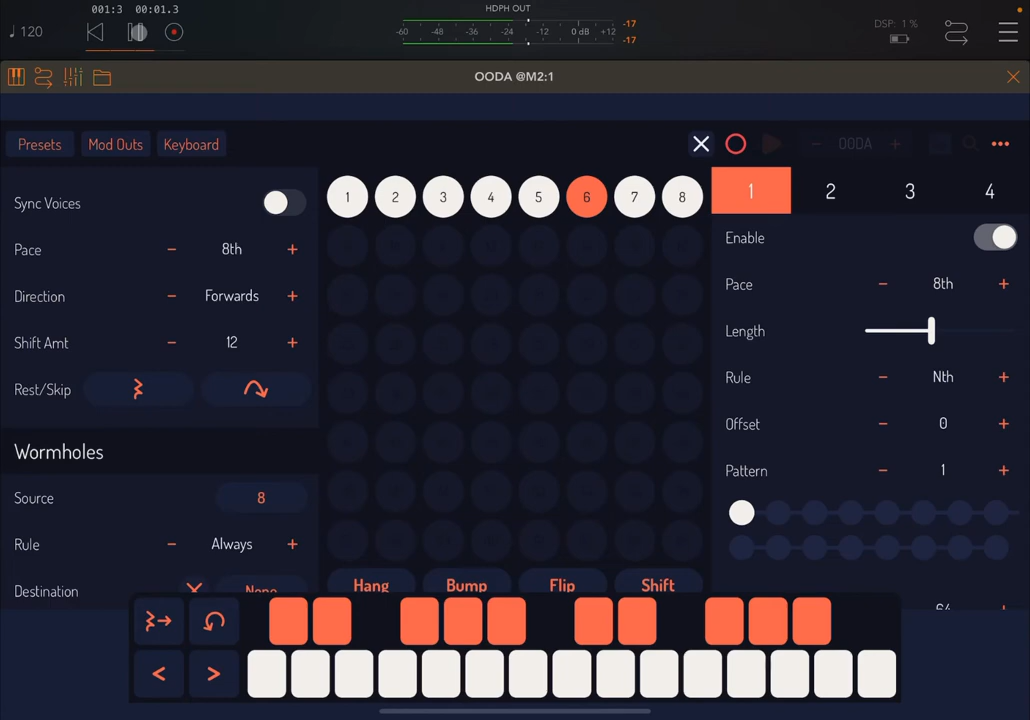 001:3 00:01.3
HDPH OUT
120
-60 -48 -36 -24 -12 0 dB +12
-17
-17
DSP: 1 %
OODA @M2:1
Presets Mod Outs Keyboard
OODA
Sync Voices
Pace 8th
Direction Forwards
Shift Amt 12
Rest/Skip
Wormholes
Source 8
Rule Always
Destination None
1 2 3 4 5 6 7 8
Hang Bump Flip Shift
1 2 3 4
Enable
Pace 8th
Length
Rule Nth
Offset 0
Pattern 1
64